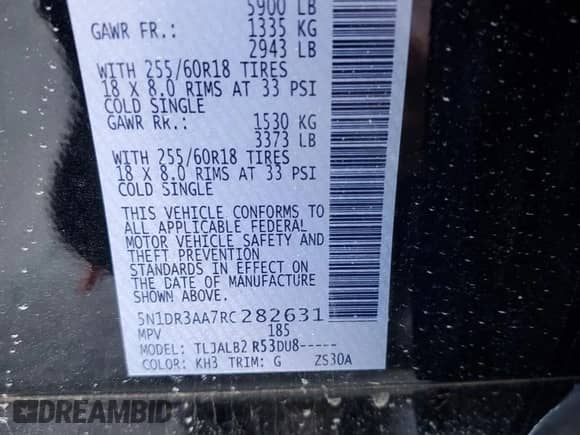 5900 LB
GAWR FR.: 1335 KG
2943 LB
WITH 255/60R18 TIRES
18 X 8.0 RIMS AT 33 PSI
COLD SINGLE
GAWR RR.: 1530 KG
3373 LB
WITH 255/60R18 TIRES
18 X 8.0 RIMS AT 33 PSI
COLD SINGLE
THIS VEHICLE CONFORMS TO
ALL APPLICABLE FEDERAL
MOTOR VEHICLE SAFETY AND
THEFT PREVENTION
STANDARDS IN EFFECT ON
THE DATE OF MANUFACTURE
SHOWN ABOVE.
5N1DR3AA7RC282631
MPV 185
MODEL: TLJALB2 R53DU8-----
COLOR: KH3 TRIM: G ZS30A
DREAMBID